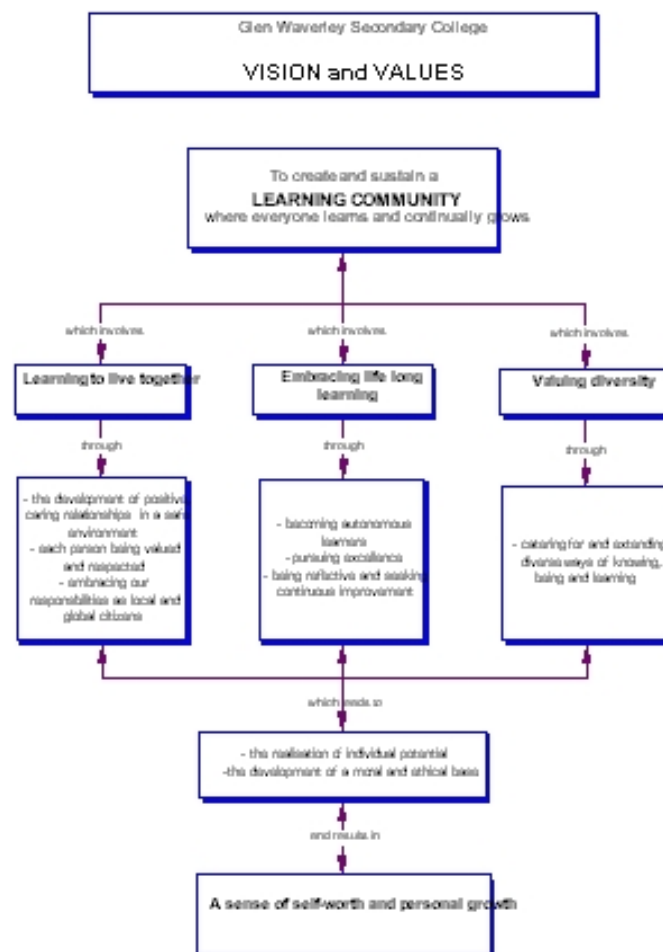 Glen Waverley Secondary College
VISION and VALUES
To create and sustain a
LEARNING COMMUNITY
where everyone learns and continually grows
which involves
which involves
which involves
Learning to live together
Embracing life long
learning
Valuing diversity
through
through
through
- the development of positive,
caring relationships in a safe
environment
- each person being valued
and respected
- embracing our
responsibilities as local and
global citizens
- becoming autonomous
learners
- pursuing excellence
- being reflective and seeking
continuous improvement
- catering for and extending
diverse ways of knowing,
being and learning
which leads to
- the realisation of individual potential
-the development of a moral and ethical base
and results in
A sense of self-worth and personal growth